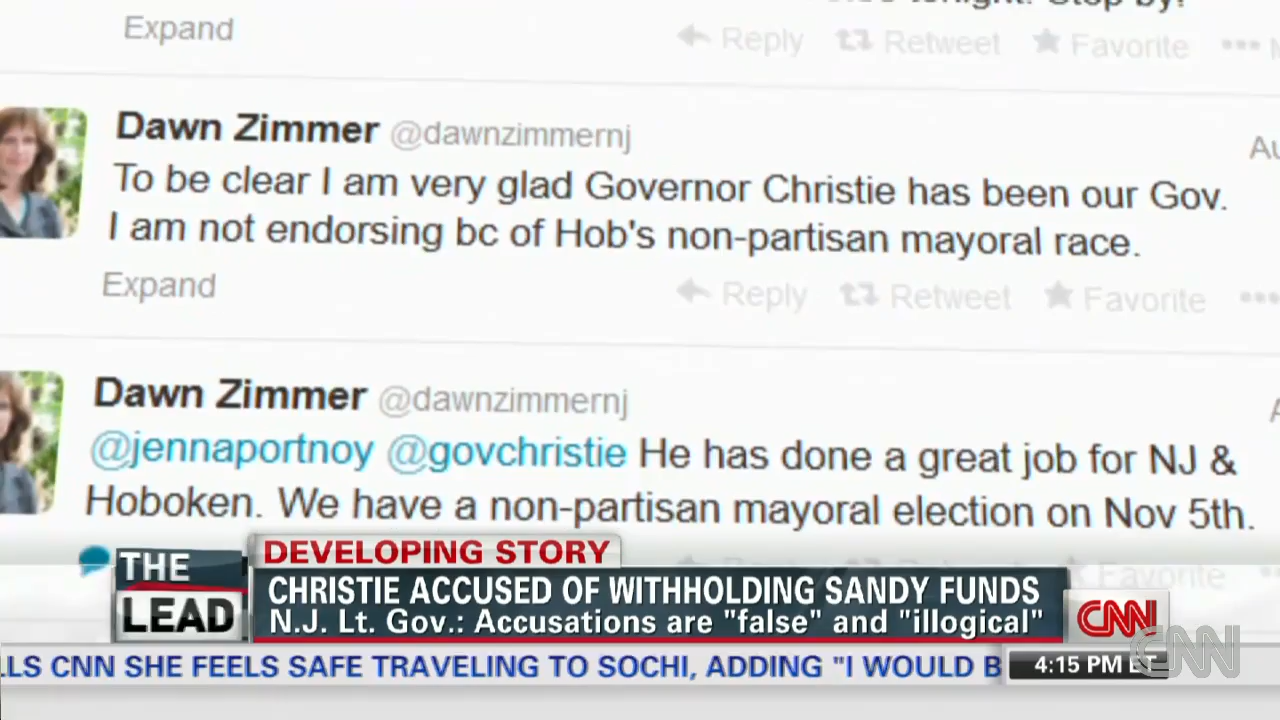 Expand
Reply Retweet Favorite
Dawn Zimmer @dawnzimmernj
To be clear I am very glad Governor Christie has been our Gov.
I am not endorsing bc of Hob's non-partisan mayoral race.
Expand
Reply Retweet Favorite
Dawn Zimmer @dawnzimmernj
@jennaportnoy @govchristie He has done a great job for NJ &
Hoboken. We have a non-partisan mayoral election on Nov 5th.
Favorite
THE
LEAD
DEVELOPING STORY
CHRISTIE ACCUSED OF WITHHOLDING SANDY FUNDS
N.J. Lt. Gov.: Accusations are "false" and "illogical"
CNN
CNN SHE FEELS SAFE TRAVELING TO SOCHI, ADDING "I WOULD
4:15 PM ET
CNN